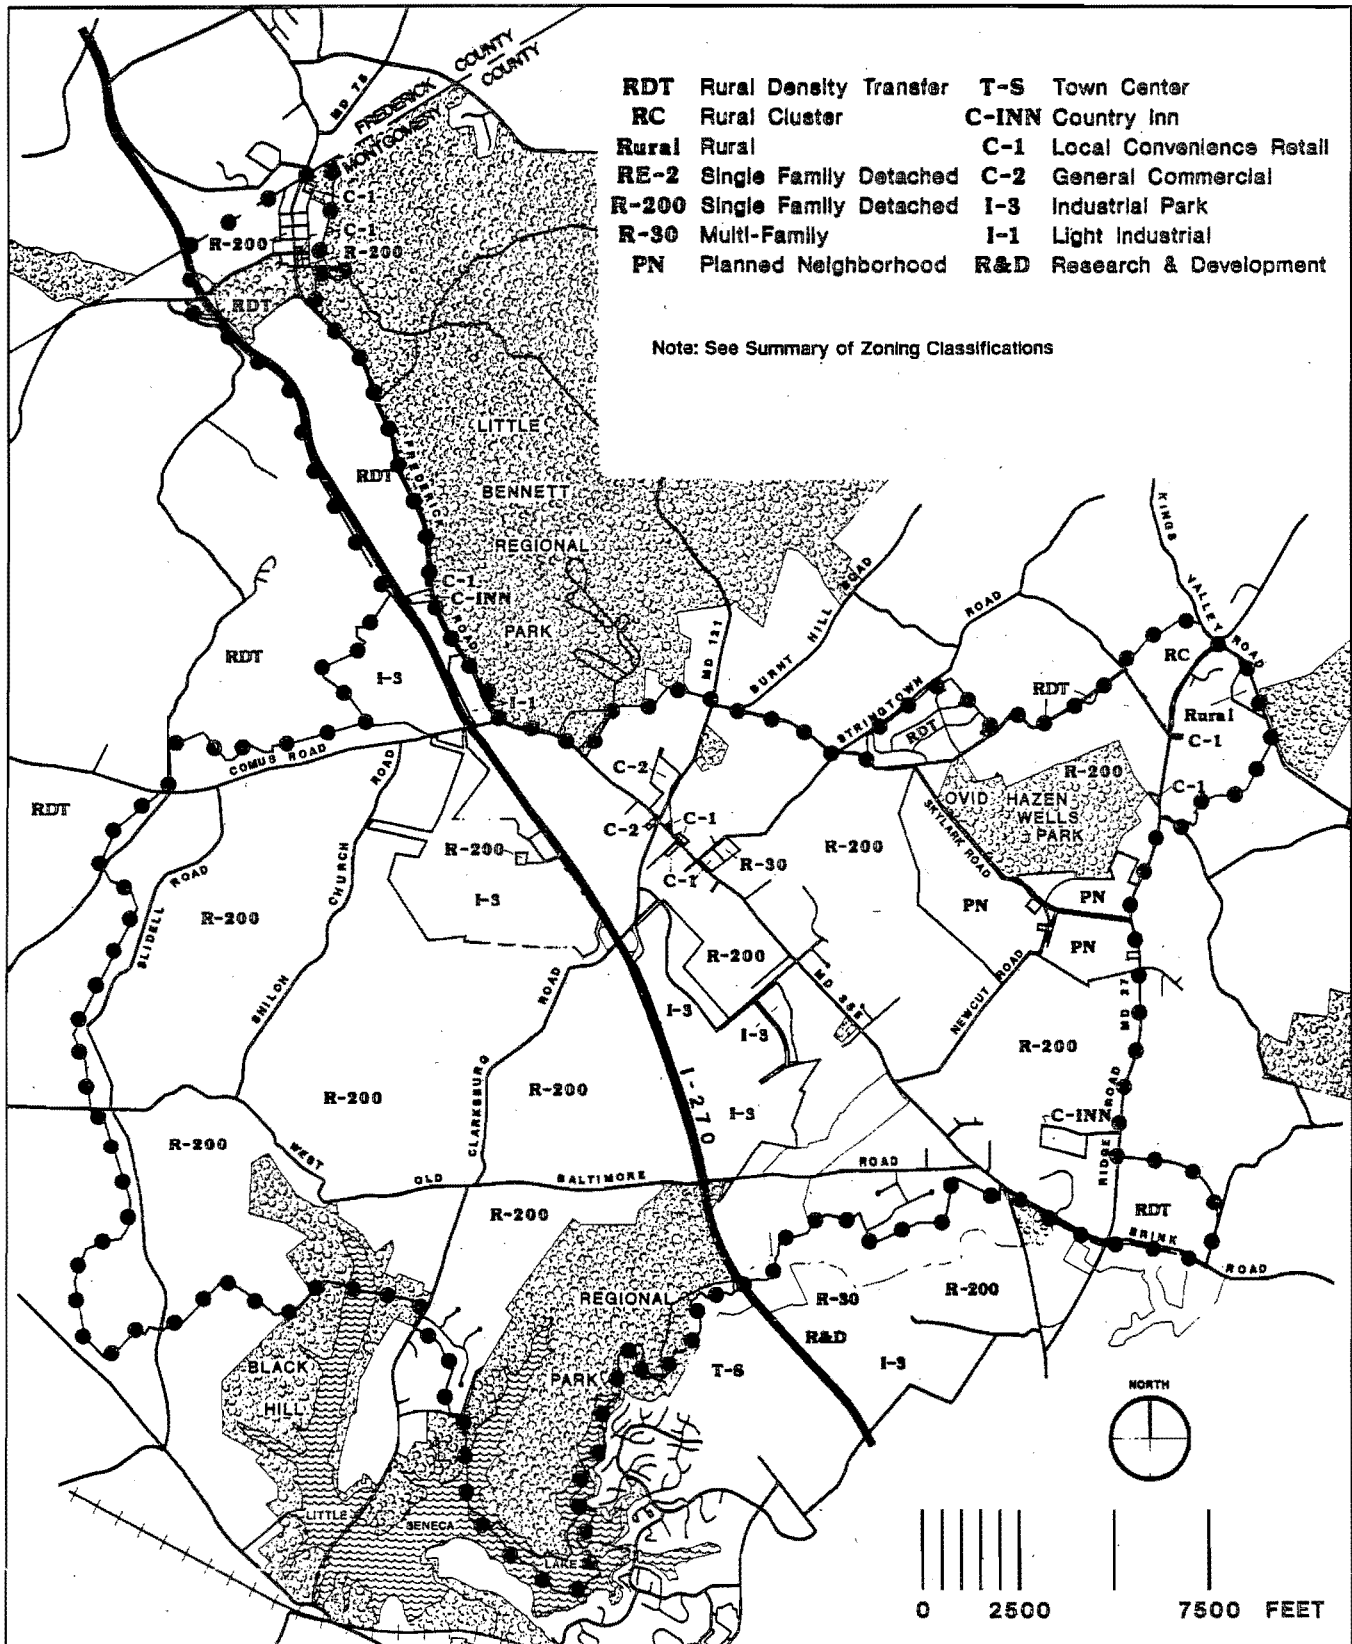 FREDERICK COUNTY
MONTGOMERY COUNTY
MD 75
RDT Rural Density Transfer T-S Town Center
RC Rural Cluster C-INN Country Inn
Rural Rural C-1 Local Convenience Retail
RE-2 Single Family Detached C-2 General Commercial
R-200 Single Family Detached I-3 Industrial Park
R-30 Multi-Family I-1 Light Industrial
PN Planned Neighborhood R&D Research & Development
Note: See Summary of Zoning Classifications
C-1
C-1
R-200
R-200
RDT
LITTLE
BENNETT
REGIONAL
PARK
RDT
FREDERICK
ROAD
C-1
C-INN
RDT
I-3
I-1
COMUS ROAD
MD 121
BURNT HILL ROAD
STRINGTOWN
ROAD
KINGS
VALLEY ROAD
RC
RDT
RDT
Rural
C-1
R-200
C-1
OVID HAZEN
WELLS
PARK
SKYLARK ROAD
RDT
ROAD
C-2
C-2
C-1
C-1
R-30
R-200
R-200
I-3
PN
PN
PN
SLIDELL
ROAD
R-200
CHURCH
SHILOH
R-200
MD 355
NEWCUT ROAD
MD 27
ROAD
I-3
I-3
R-200
R-200
R-200
CLARKSBURG
I-270
I-3
C-INN
RIDGE ROAD
R-200
WEST
OLD
BALTIMORE
ROAD
R-200
RDT
BRINK
ROAD
REGIONAL
R-30
R-200
R&D
I-3
T-S
BLACK
HILL
PARK
NORTH
LITTLE
SENECA
LAKE
0 2500 7500 FEET